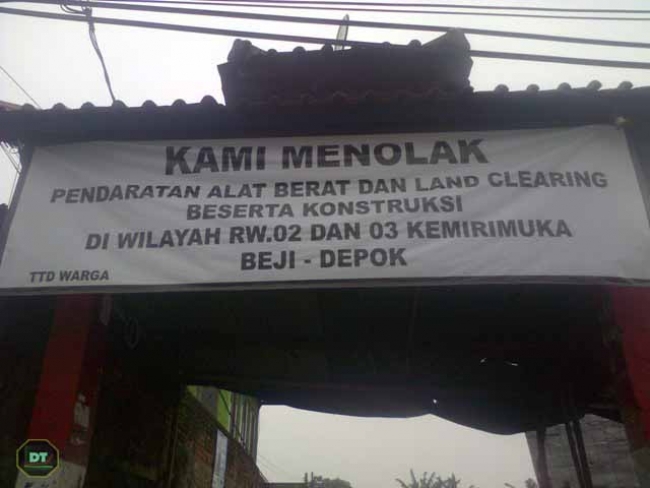 KAMI MENOLAK
PENDARATAN ALAT BERAT DAN LAND CLEARING
BESERTA KONSTRUKSI
DI WILAYAH RW.02 DAN 03 KEMIRIMUKA
BEJI - DEPOK
TTD WARGA
DT